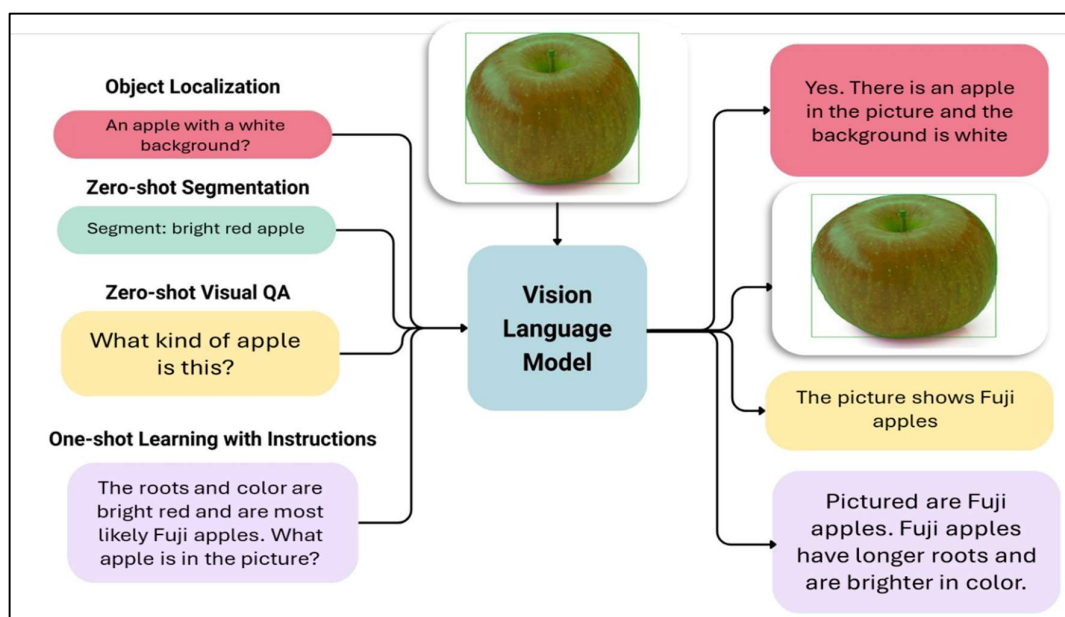 Object Localization
An apple with a white
background?
Zero-shot Segmentation
Segment: bright red apple
Zero-shot Visual QA
What kind of apple
is this?
One-shot Learning with Instructions
The roots and color are
bright red and are most
likely Fuji apples. What
apple is in the picture?
Vision
Language
Model
Yes. There is an apple
in the picture and the
background is white
The picture shows Fuji
apples
Pictured are Fuji
apples. Fuji apples
have longer roots and
are brighter in color.